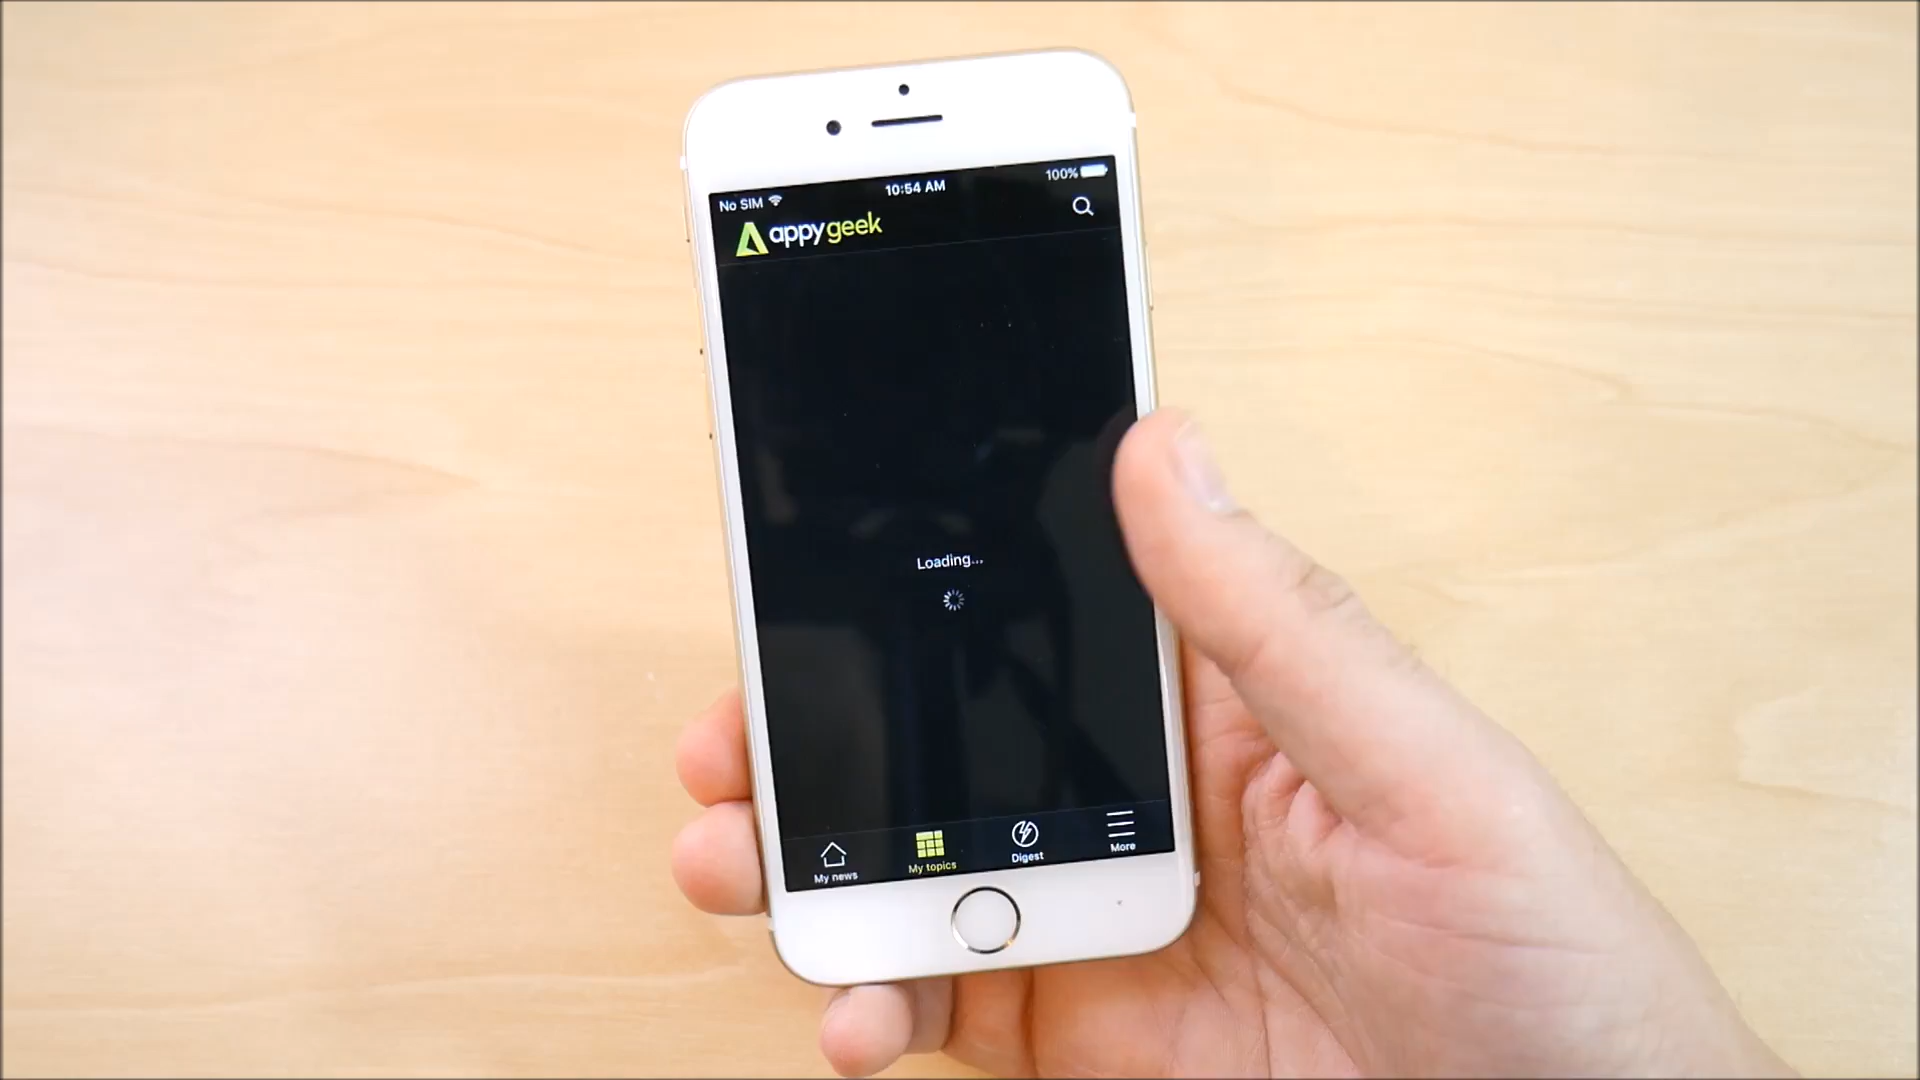 No SIM
10:54 AM
100%
appygeek
Loading...
My news
My topics
Digest
More